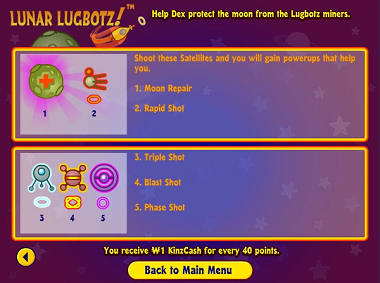 LUNAR LUGBOTZ!™
Help Dex protect the moon from the Lugbotz miners.
Shoot these Satellites and you will gain powerups that help
you.
1. Moon Repair
2. Rapid Shot
1 2
3. Triple Shot
4. Blast Shot
5. Phase Shot
3 4 5
You receive ₩1 KinzCash for every 40 points.
Back to Main Menu